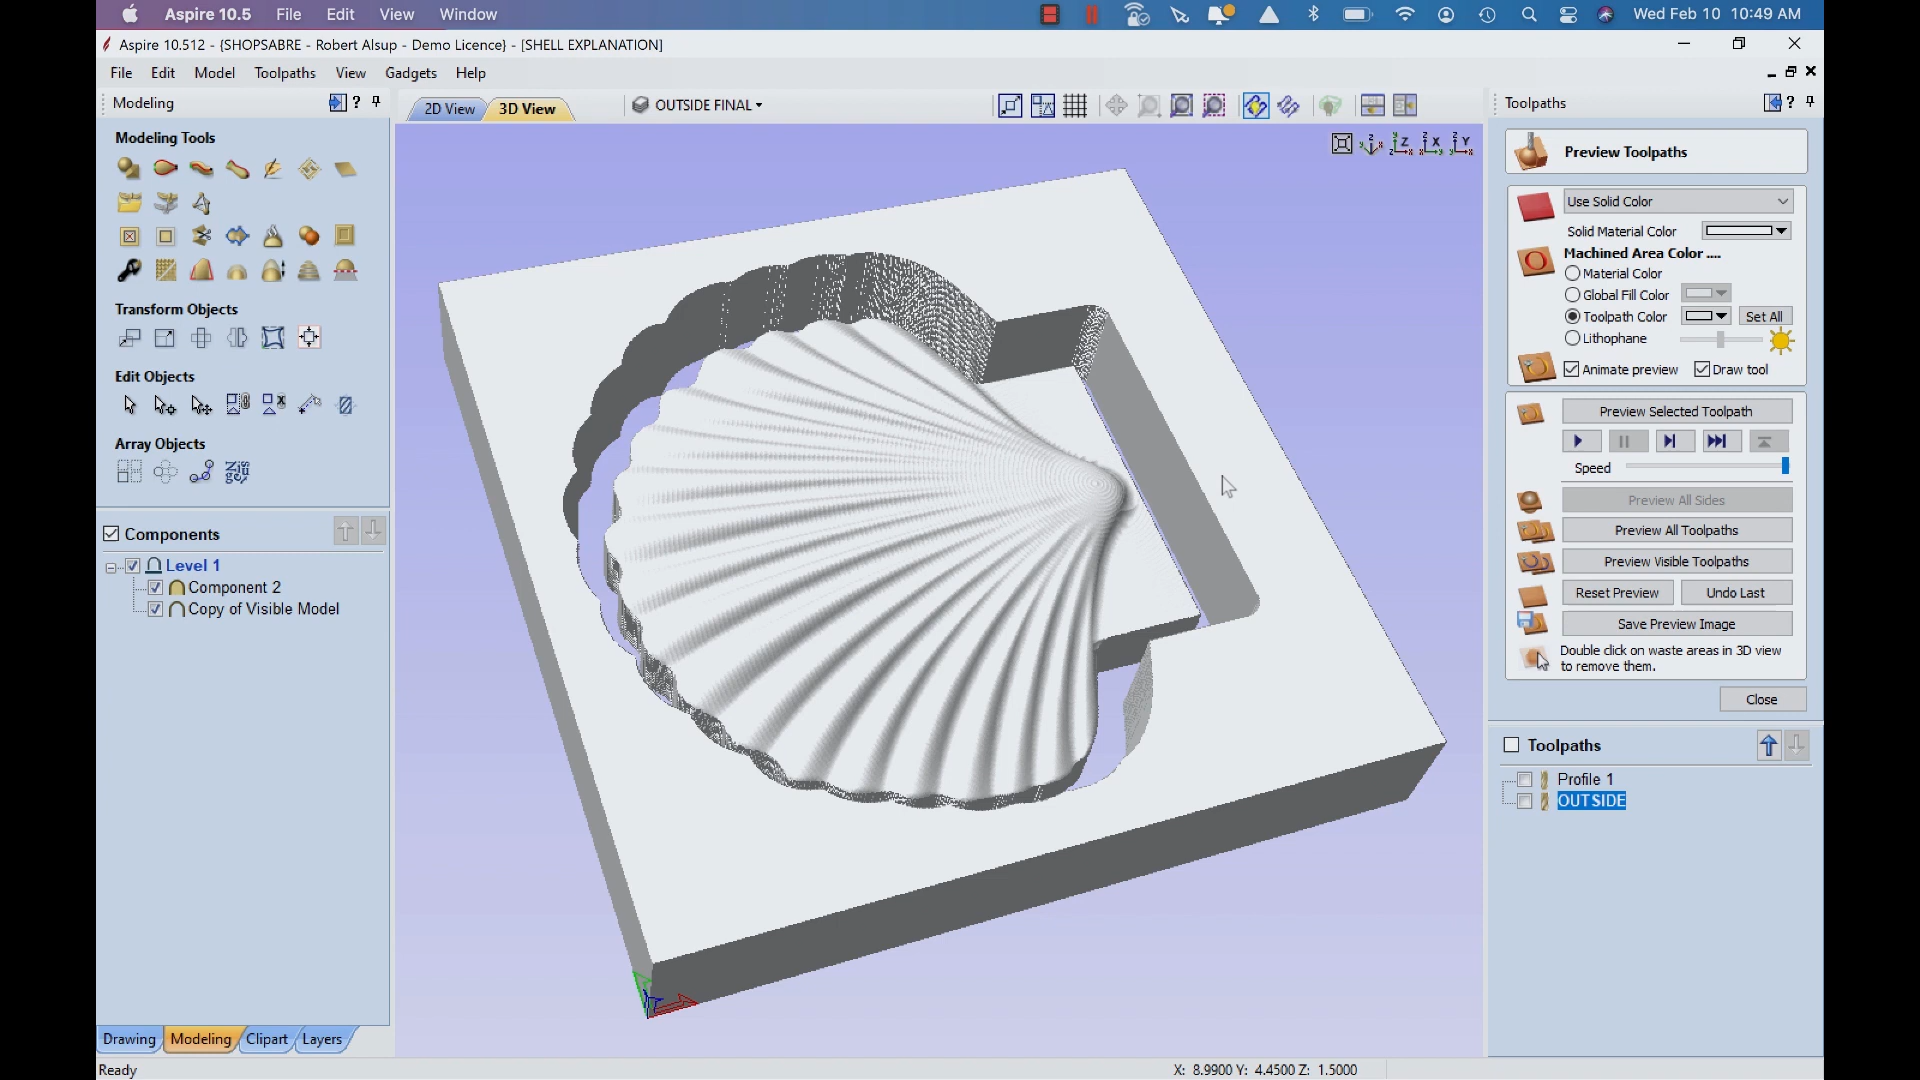 Aspire 10.5 File Edit View Window Wed Feb 10 10:49 AM
Aspire 10.512 - {SHOPSABRE - Robert Alsup - Demo Licence} - [SHELL EXPLANATION]
File Edit Model Toolpaths View Gadgets Help
Modeling
2D View 3D View OUTSIDE FINAL
Toolpaths
Modeling Tools
Transform Objects
Edit Objects
Array Objects
Components
Level 1
Component 2
Copy of Visible Model
Drawing Modeling Clipart Layers
Preview Toolpaths
Use Solid Color
Solid Material Color
Machined Area Color ....
Material Color
Global Fill Color
Toolpath Color Set All
Lithophane
Animate preview Draw tool
Preview Selected Toolpath
Speed
Preview All Sides
Preview All Toolpaths
Preview Visible Toolpaths
Reset Preview Undo Last
Save Preview Image
Double click on waste areas in 3D view
to remove them.
Close
Toolpaths
Profile 1
OUTSIDE
Ready X: 8.9900 Y: 4.4500 Z: 1.5000